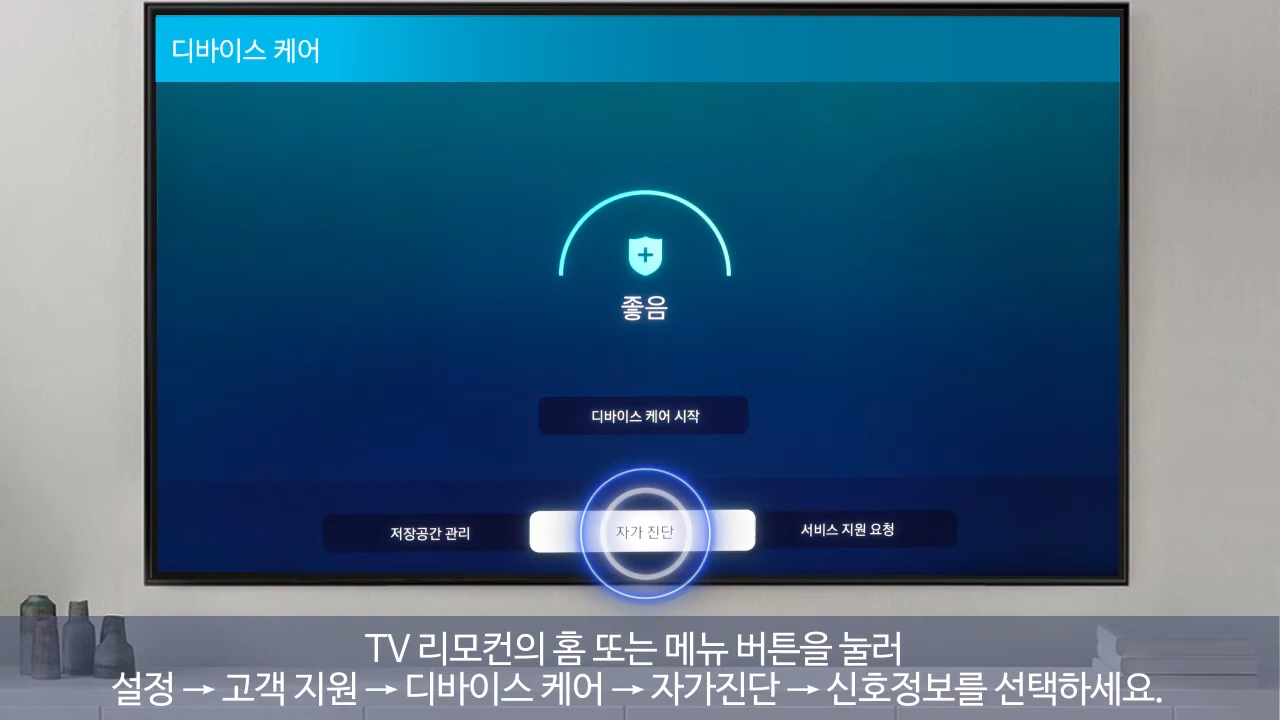 디바이스 케어
좋음
디바이스 케어 시작
저장공간 관리
자가 진단
서비스 지원 요청
TV 리모컨의 홈 또는 메뉴 버튼을 눌러
설정 → 고객 지원 → 디바이스 케어 → 자가진단 → 신호정보를 선택하세요.